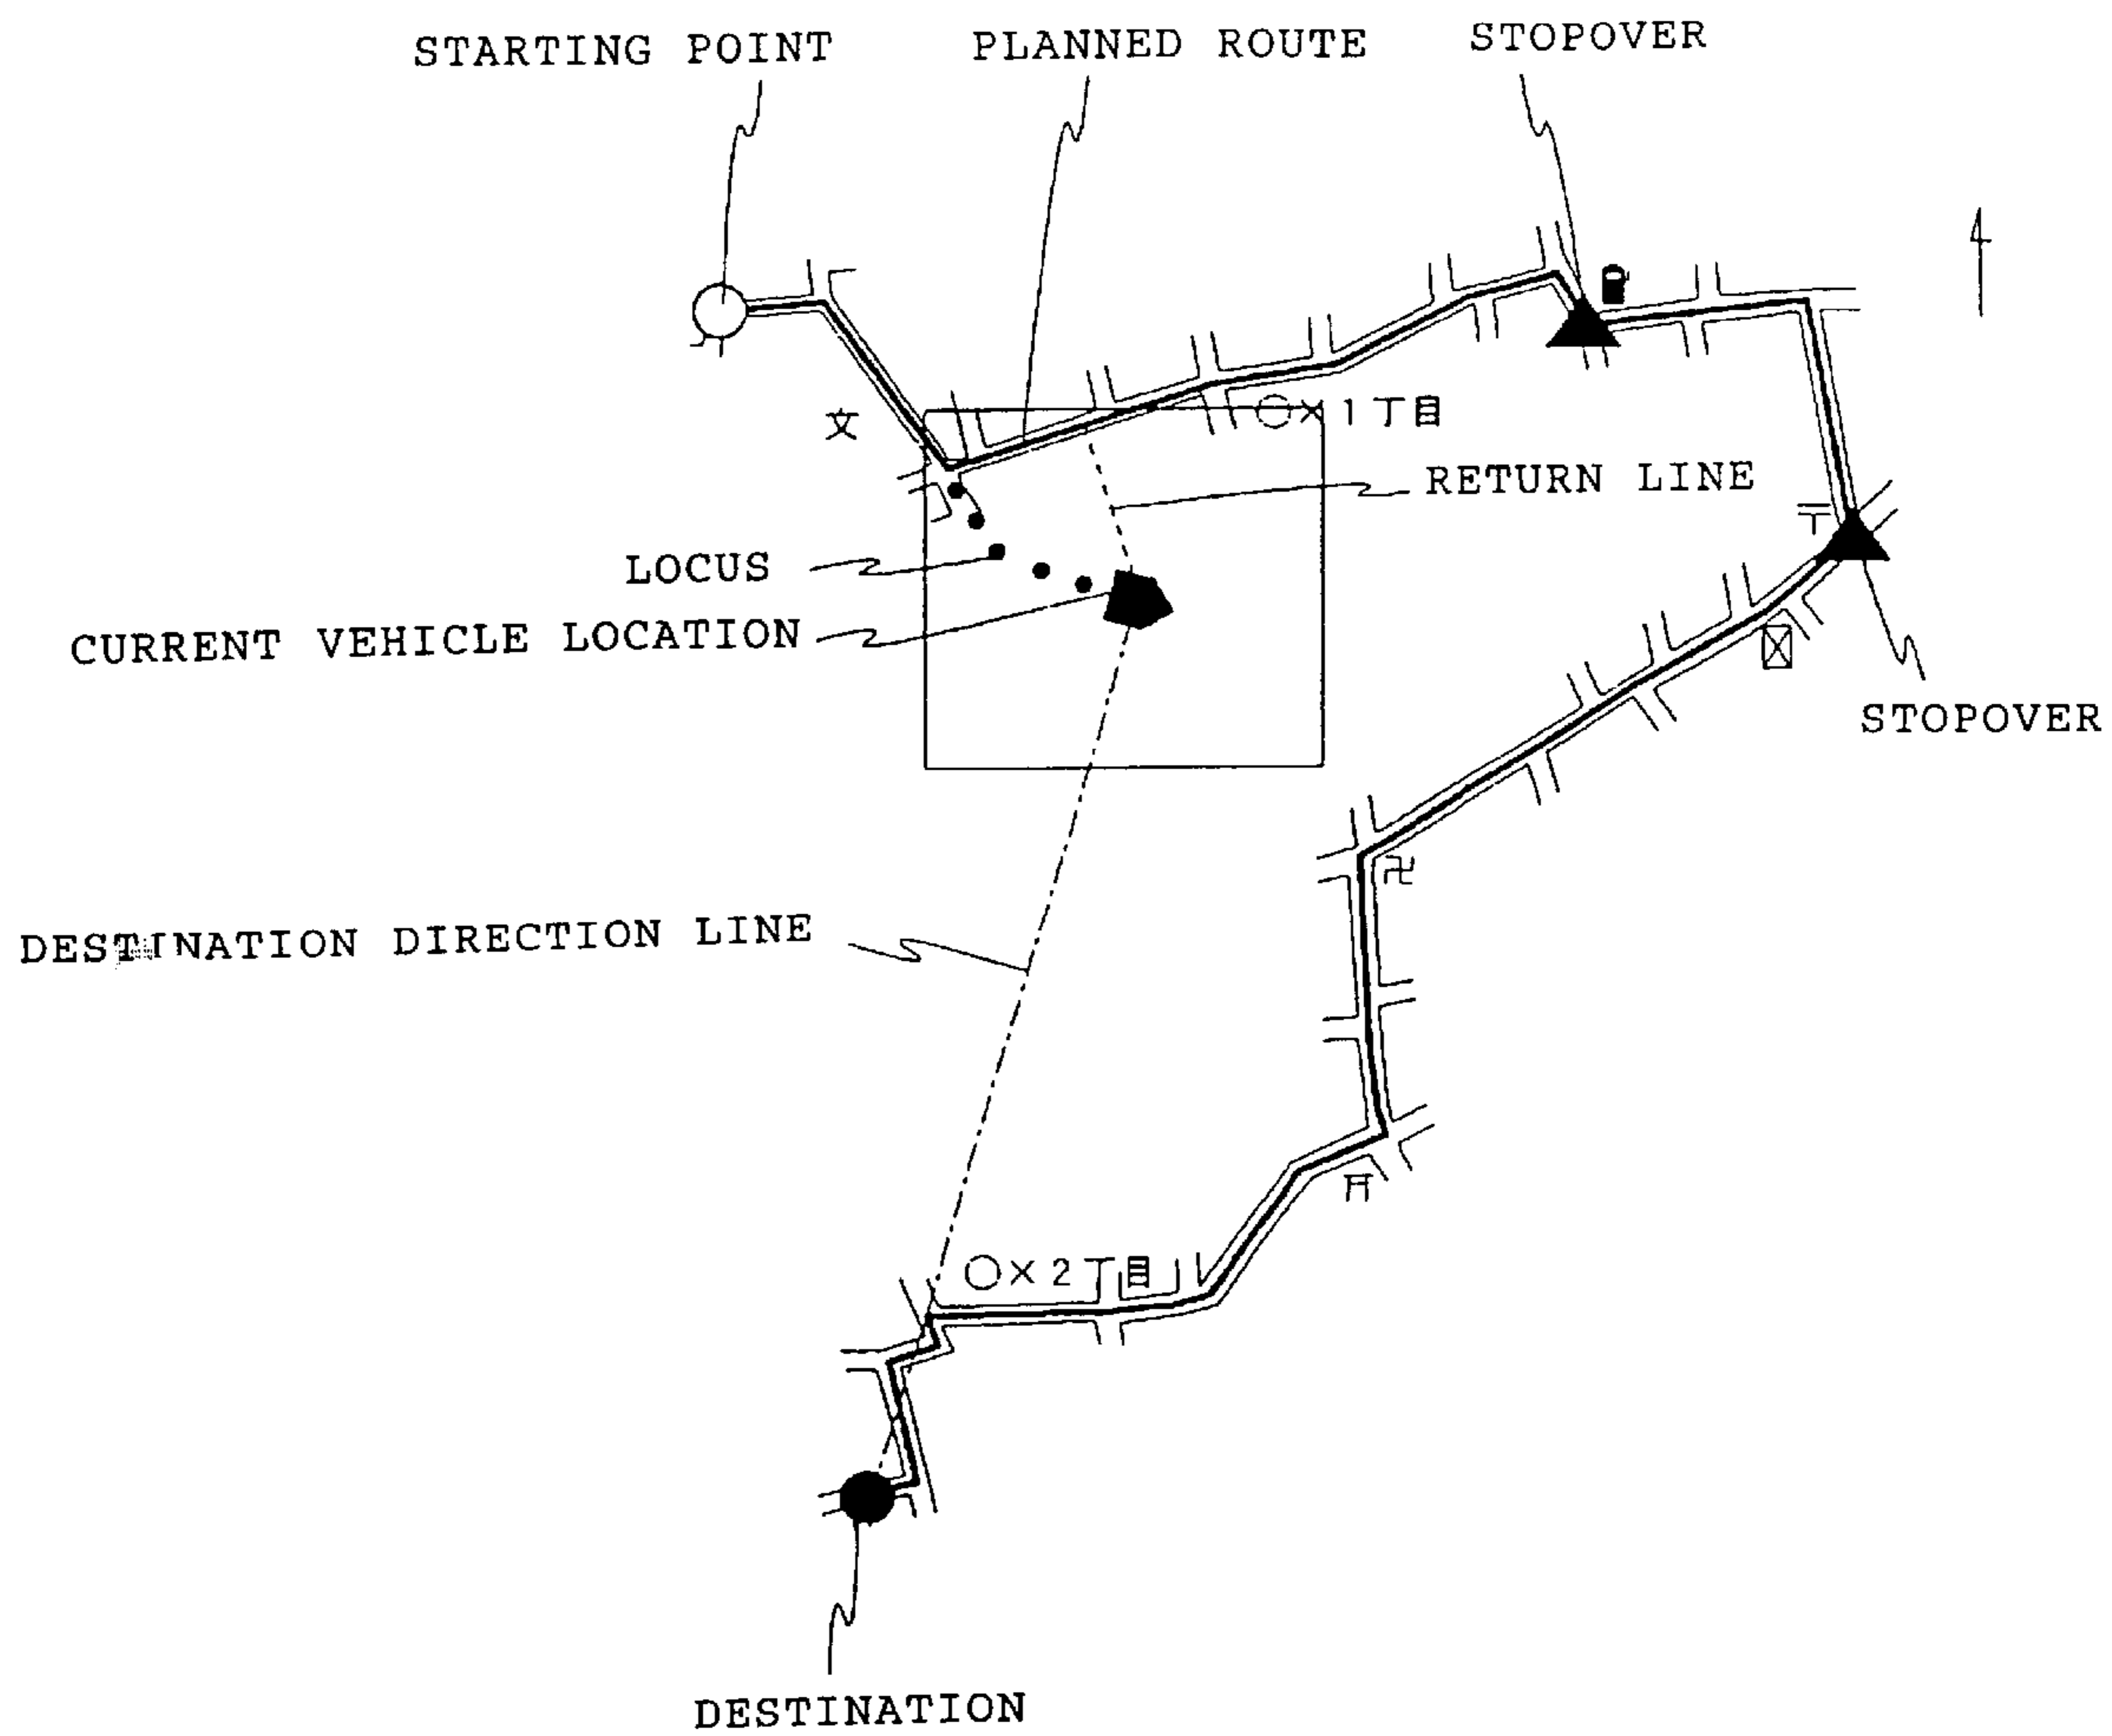 STARTING POINT
PLANNED ROUTE
STOPOVER
文
○×1丁目
RETURN LINE
〒
LOCUS
CURRENT VEHICLE LOCATION
STOPOVER
卍
DESTINATION DIRECTION LINE
○×2丁目
DESTINATION